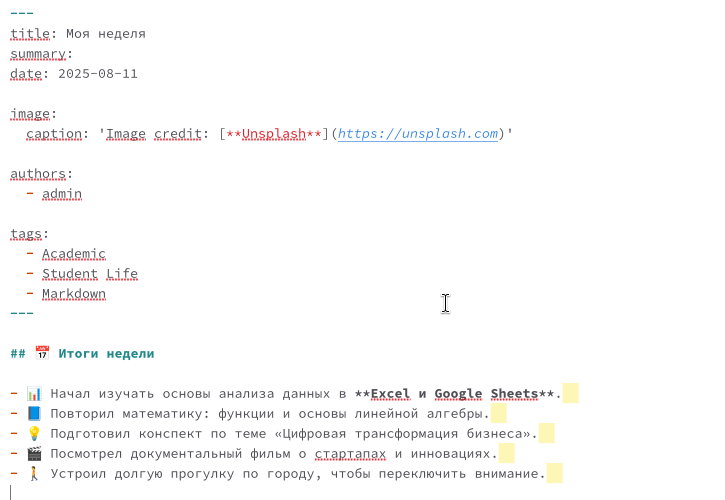 ---
title: Моя неделя
summary:
date: 2025-08-11
image:
caption: 'Image credit: [**Unsplash**](https://unsplash.com)'
authors:
- admin
tags:
- Academic
- Student Life
- Markdown
---
## 📅 Итоги недели
- 📊 Начал изучать основы анализа данных в **Excel и Google Sheets**.
- 📘 Повторил математику: функции и основы линейной алгебры.
- 💡 Подготовил конспект по теме «Цифровая трансформация бизнеса».
- 🎬 Посмотрел документальный фильм о стартапах и инновациях.
- 🚶 Устроил долгую прогулку по городу, чтобы переключить внимание.